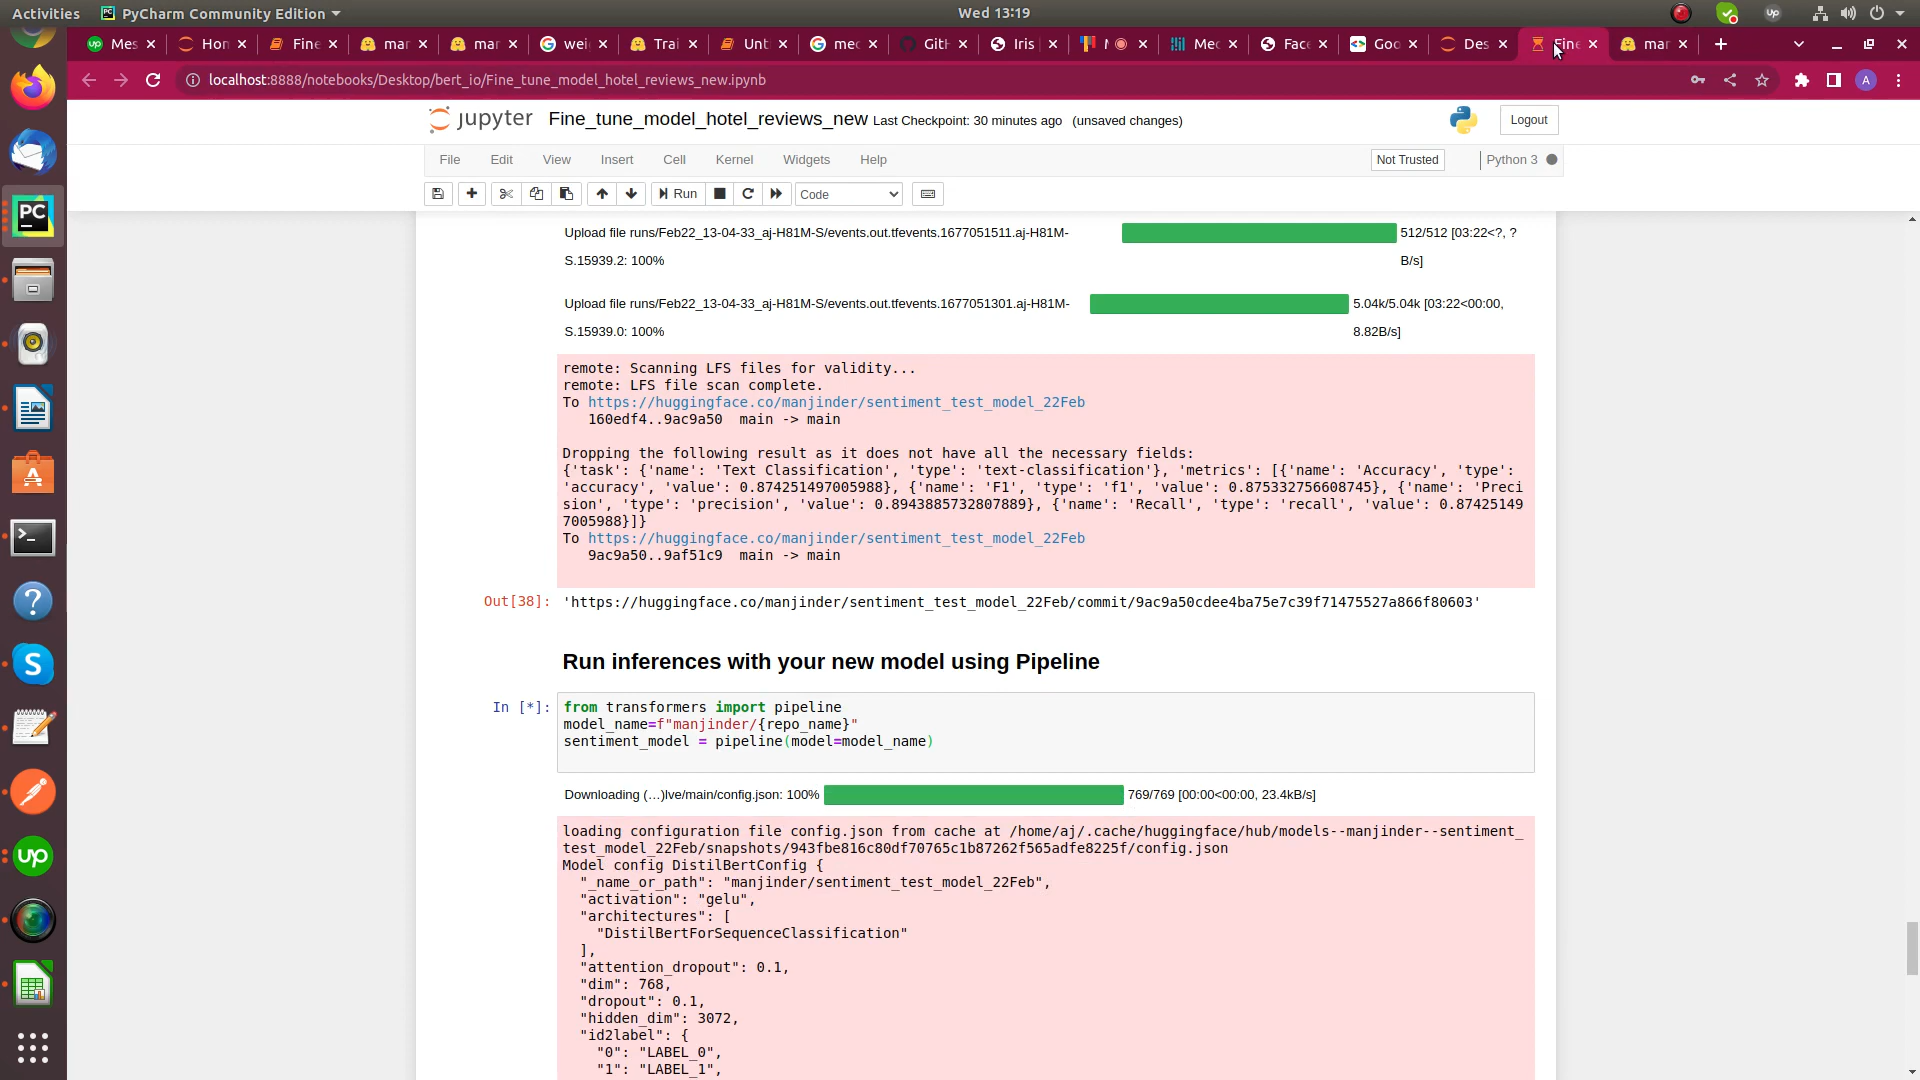 Activities PyCharm Community Edition Wed 13:19
Mes Hor Fine mar mar wei Trai Unt med GitH Iris Mec Face Goo Des Fine mar
localhost:8888/notebooks/Desktop/bert_io/Fine_tune_model_hotel_reviews_new.ipynb A
jupyter Fine_tune_model_hotel_reviews_new Last Checkpoint: 30 minutes ago (unsaved changes) Logout
File Edit View Insert Cell Kernel Widgets Help Not Trusted Python 3
Run Code
Upload file runs/Feb22_13-04-33_aj-H81M-S/events.out.tfevents.1677051511.aj-H81M- 512/512 [03:22<?, ?
S.15939.2: 100% B/s]
Upload file runs/Feb22_13-04-33_aj-H81M-S/events.out.tfevents.1677051301.aj-H81M- 5.04k/5.04k [03:22<00:00,
S.15939.0: 100% 8.82B/s]
remote: Scanning LFS files for validity...
remote: LFS file scan complete.
To https://huggingface.co/manjinder/sentiment_test_model_22Feb
160edf4..9ac9a50 main -> main
Dropping the following result as it does not have all the necessary fields:
{'task': {'name': 'Text Classification', 'type': 'text-classification'}, 'metrics': [{'name': 'Accuracy', 'type':
'accuracy', 'value': 0.874251497005988}, {'name': 'F1', 'type': 'f1', 'value': 0.875332756608745}, {'name': 'Preci
sion', 'type': 'precision', 'value': 0.8943885732807889}, {'name': 'Recall', 'type': 'recall', 'value': 0.87425149
7005988}]}
To https://huggingface.co/manjinder/sentiment_test_model_22Feb
9ac9a50..9af51c9 main -> main
Out[38]: 'https://huggingface.co/manjinder/sentiment_test_model_22Feb/commit/9ac9a50cdee4ba75e7c39f71475527a866f80603'
Run inferences with your new model using Pipeline
In [*]: from transformers import pipeline
model_name=f"manjinder/{repo_name}"
sentiment_model = pipeline(model=model_name)
Downloading (…)lve/main/config.json: 100% 769/769 [00:00<00:00, 23.4kB/s]
loading configuration file config.json from cache at /home/aj/.cache/huggingface/hub/models--manjinder--sentiment_
test_model_22Feb/snapshots/943fbe816c80df70765c1b87262f565adfe8225f/config.json
Model config DistilBertConfig {
"_name_or_path": "manjinder/sentiment_test_model_22Feb",
"activation": "gelu",
"architectures": [
"DistilBertForSequenceClassification"
],
"attention_dropout": 0.1,
"dim": 768,
"dropout": 0.1,
"hidden_dim": 3072,
"id2label": {
"0": "LABEL_0",
"1": "LABEL_1",